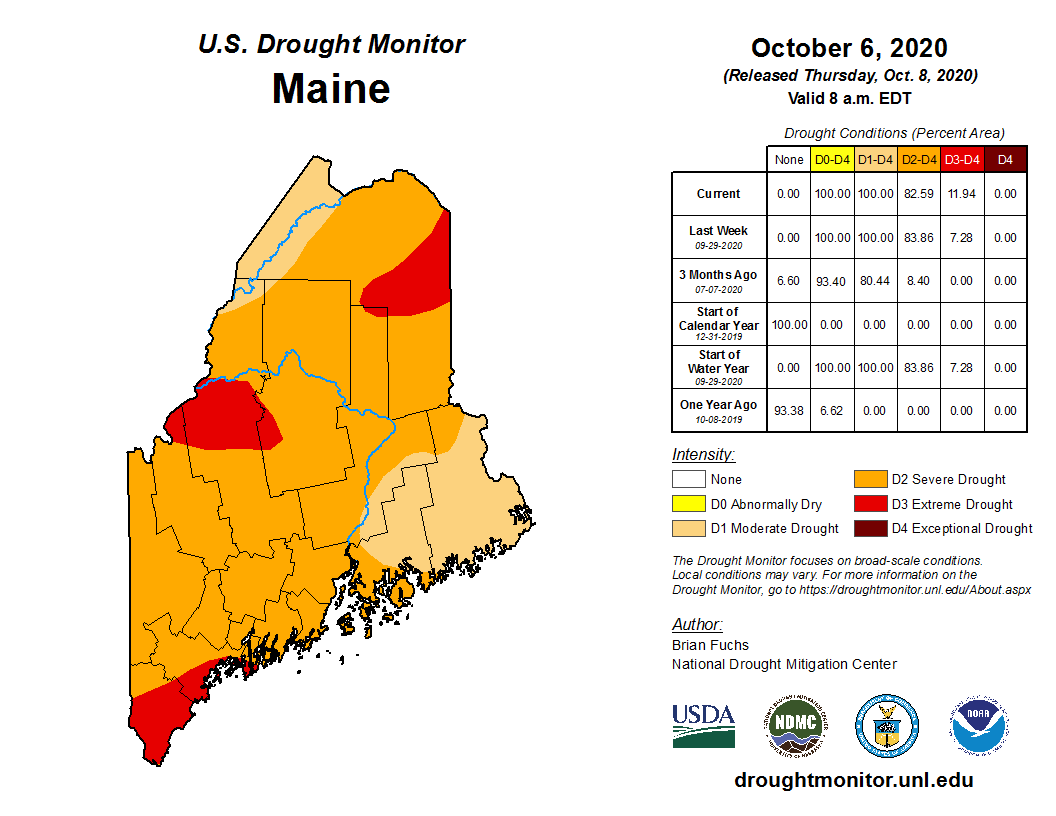 U.S. Drought Monitor
Maine
October 6, 2020
(Released Thursday, Oct. 8, 2020)
Valid 8 a.m. EDT
Drought Conditions (Percent Area)
None D0-D4 D1-D4 D2-D4 D3-D4 D4
Current 0.00 100.00 100.00 82.59 11.94 0.00
Last Week
09-29-2020 0.00 100.00 100.00 83.86 7.28 0.00
3 Months Ago
07-07-2020 6.60 93.40 80.44 8.40 0.00 0.00
Start of
Calendar Year
12-31-2019 100.00 0.00 0.00 0.00 0.00 0.00
Start of
Water Year
09-29-2020 0.00 100.00 100.00 83.86 7.28 0.00
One Year Ago
10-08-2019 93.38 6.62 0.00 0.00 0.00 0.00
Intensity:
None
D0 Abnormally Dry
D1 Moderate Drought
D2 Severe Drought
D3 Extreme Drought
D4 Exceptional Drought
The Drought Monitor focuses on broad-scale conditions.
Local conditions may vary. For more information on the
Drought Monitor, go to https://droughtmonitor.unl.edu/About.aspx
Author:
Brian Fuchs
National Drought Mitigation Center
USDA
NDMC
NOAA
droughtmonitor.unl.edu